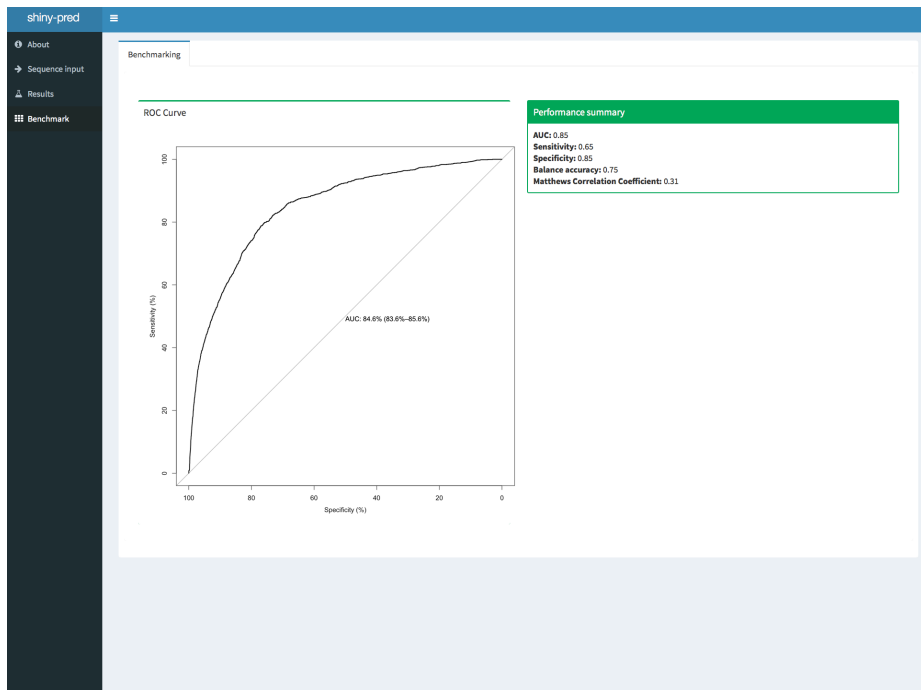 shiny-pred
About
Sequence input
Results
Benchmark
Benchmarking
ROC Curve
100
80
60
40
20
0
Sensitivity (%)
AUC: 84.6% (83.6%–85.6%)
100 80 60 40 20 0
Specificity (%)
Performance summary
AUC: 0.85
Sensitivity: 0.65
Specificity: 0.85
Balance accuracy: 0.75
Matthews Correlation Coefficient: 0.31